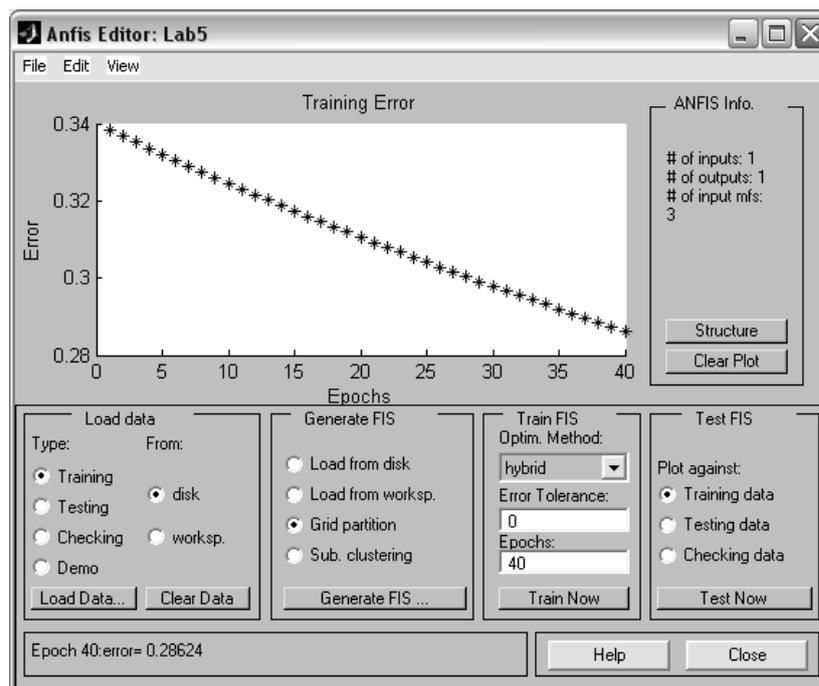 Anfis Editor: Lab5
File Edit View
Training Error
0.34
0.32
0.3
0.28
Error
0 5 10 15 20 25 30 35 40
Epochs
ANFIS Info.
# of inputs: 1
# of outputs: 1
# of input mfs:
3
Structure
Clear Plot
Load data
Type: From:
Training
Testing
Checking
Demo
disk
worksp.
Load Data... Clear Data
Generate FIS
Load from disk
Load from worksp.
Grid partition
Sub. clustering
Generate FIS ...
Train FIS
Optim. Method:
hybrid
Error Tolerance:
0
Epochs:
40
Train Now
Test FIS
Plot against:
Training data
Testing data
Checking data
Test Now
Epoch 40:error= 0.28624
Help Close